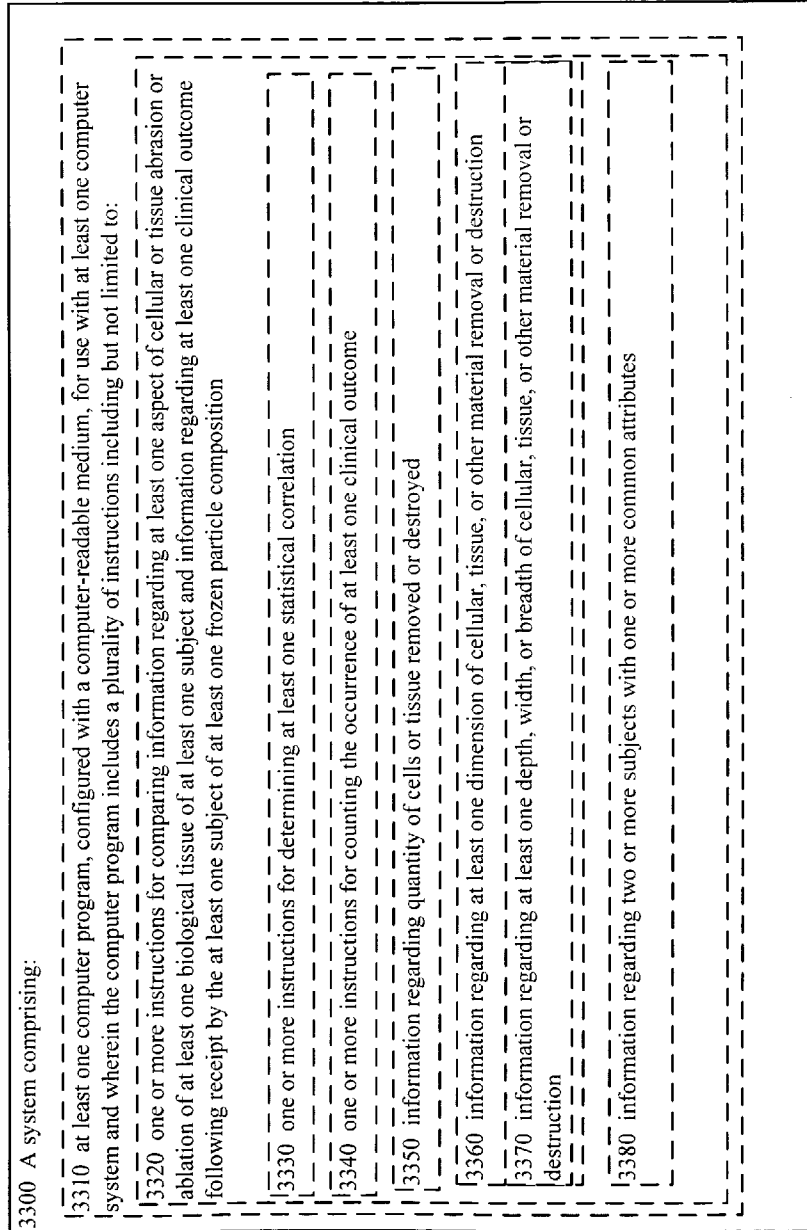 3300 A system comprising:
3310 at least one computer program, configured with a computer-readable medium, for use with at least one computer
system and wherein the computer program includes a plurality of instructions including but not limited to:
3320 one or more instructions for comparing information regarding at least one aspect of cellular or tissue abrasion or
ablation of at least one biological tissue of at least one subject and information regarding at least one clinical outcome
following receipt by the at least one subject of at least one frozen particle composition
3330 one or more instructions for determining at least one statistical correlation
3340 one or more instructions for counting the occurrence of at least one clinical outcome
3350 information regarding quantity of cells or tissue removed or destroyed
3360 information regarding at least one dimension of cellular, tissue, or other material removal or destruction
3370 information regarding at least one depth, width, or breadth of cellular, tissue, or other material removal or
destruction
3380 information regarding two or more subjects with one or more common attributes